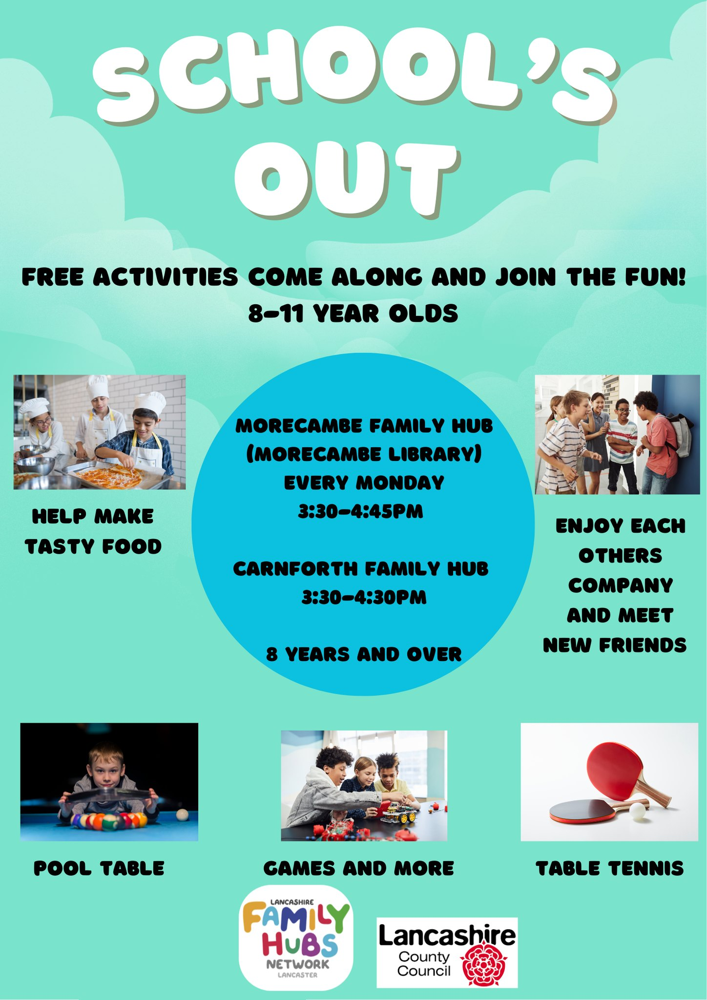 SCHOOL'S
OUT
FREE ACTIVITIES COME ALONG AND JOIN THE FUN!
8-11 YEAR OLDS
MORECAMBE FAMILY HUB
(MORECAMBE LIBRARY)
EVERY MONDAY
3:30-4:45PM
CARNFORTH FAMILY HUB
3:30-4:30PM
8 YEARS AND OVER
HELP MAKE
TASTY FOOD
ENJOY EACH
OTHERS
COMPANY
AND MEET
NEW FRIENDS
POOL TABLE
GAMES AND MORE
TABLE TENNIS
LANCASHIRE
FAMILY
HUBS
NETWORK
LANCASTER
Lancashire
County
Council